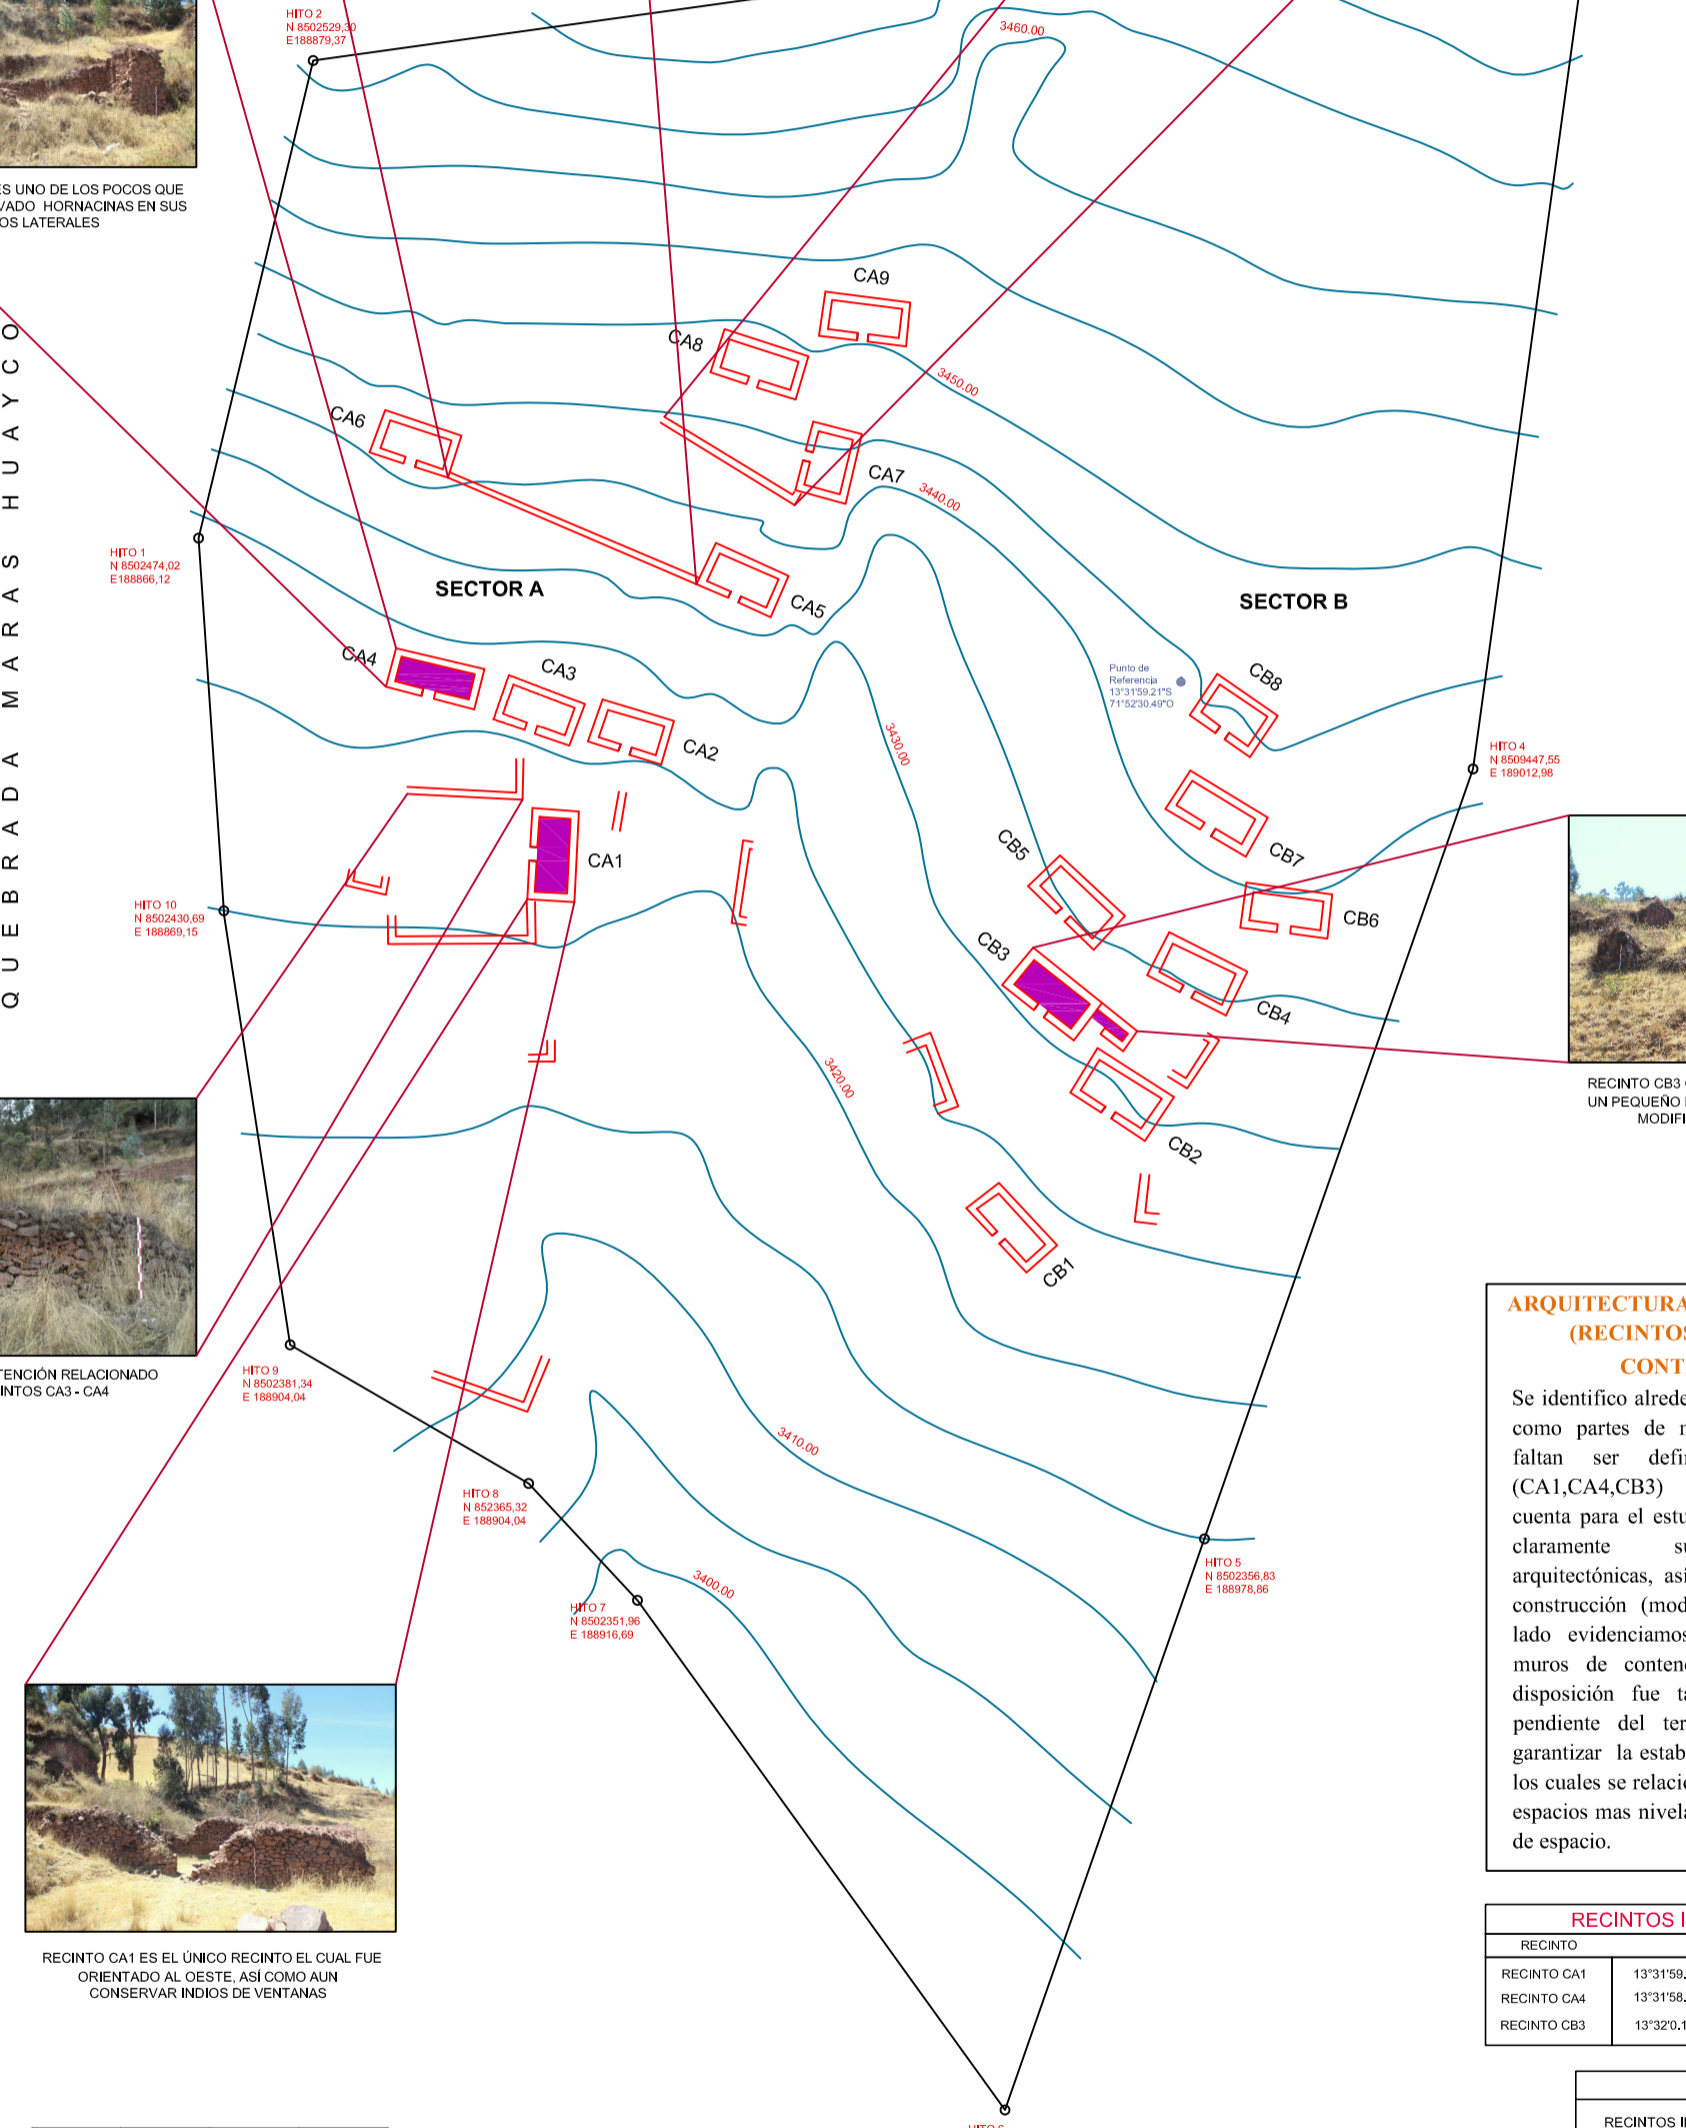 HITO 2
N 8502529,30
E188879,37
3460.00
ES UNO DE LOS POCOS QUE
VADO HORNACINAS EN SUS
OS LATERALES
QUEBRADA MARAS HUAYCO
CA9
CA8
3450.00
CA6
CA7
3440.00
HITO 1
N 8502474,02
E188866,12
SECTOR A
CA5
SECTOR B
CA4
CA3
CA2
Punto de
Referencia
13°31'59.21"S
71°52'30.49"O
CB8
3430.00
HITO 4
N 8509447,55
E 189012,98
CA1
CB5
CB7
HITO 10
N 8502430,69
E 188869,15
CB6
CB3
CB4
3420.00
RECINTO CB3
UN PEQUEÑO
MODIFI
CB2
CB1
TENCIÓN RELACIONADO
INTOS CA3 - CA4
HITO 9
N 8502381,34
E 188904,04
3410.00
HITO 8
N 852365,32
E 188904,04
HITO 5
N 8502356,83
E 188978,86
3400.00
HITO 7
N 8502351,96
E 188916,69
ARQUITECTURA
(RECINTOS
CONT
Se identifico alrede
como partes de
faltan ser defin
(CA1,CA4,CB3)
cuenta para el estu
claramente su
arquitectónicas, así
construcción (mod
lado evidenciamos
muros de contenc
disposición fue ta
pendiente del ter
garantizar la estab
los cuales se relacio
espacios mas nivela
de espacio.
RECINTO CA1 ES EL ÚNICO RECINTO EL CUAL FUE
ORIENTADO AL OESTE, ASÍ COMO AUN
CONSERVAR INDIOS DE VENTANAS
RECINTOS I
RECINTO
RECINTO CA1 13°31'59.
RECINTO CA4 13°31'58.
RECINTO CB3 13°32'0.1
RECINTOS I